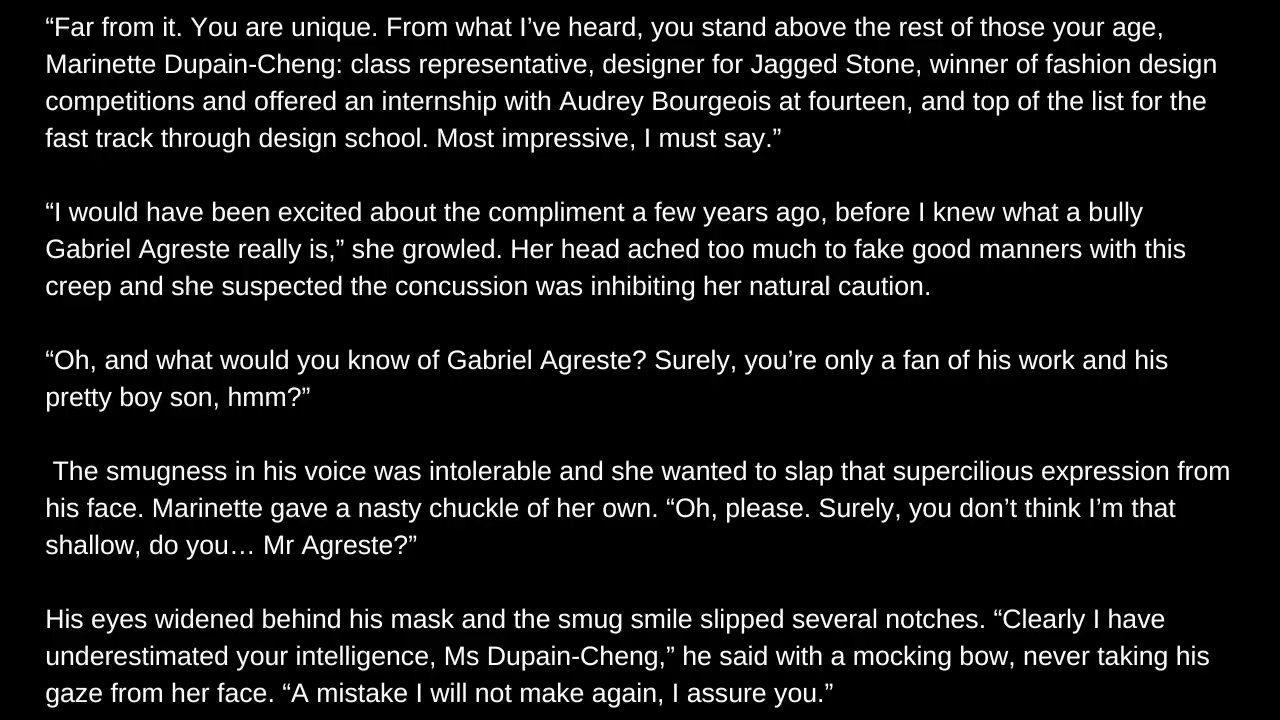 “Far from it. You are unique. From what I’ve heard, you stand above the rest of those your age,
Marinette Dupain-Cheng: class representative, designer for Jagged Stone, winner of fashion design
competitions and offered an internship with Audrey Bourgeois at fourteen, and top of the list for the
fast track through design school. Most impressive, I must say.”
“I would have been excited about the compliment a few years ago, before I knew what a bully
Gabriel Agreste really is,” she growled. Her head ached too much to fake good manners with this
creep and she suspected the concussion was inhibiting her natural caution.
“Oh, and what would you know of Gabriel Agreste? Surely, you’re only a fan of his work and his
pretty boy son, hmm?”
The smugness in his voice was intolerable and she wanted to slap that supercilious expression from
his face. Marinette gave a nasty chuckle of her own. “Oh, please. Surely, you don’t think I’m that
shallow, do you… Mr Agreste?”
His eyes widened behind his mask and the smug smile slipped several notches. “Clearly I have
underestimated your intelligence, Ms Dupain-Cheng,” he said with a mocking bow, never taking his
gaze from her face. “A mistake I will not make again, I assure you.”